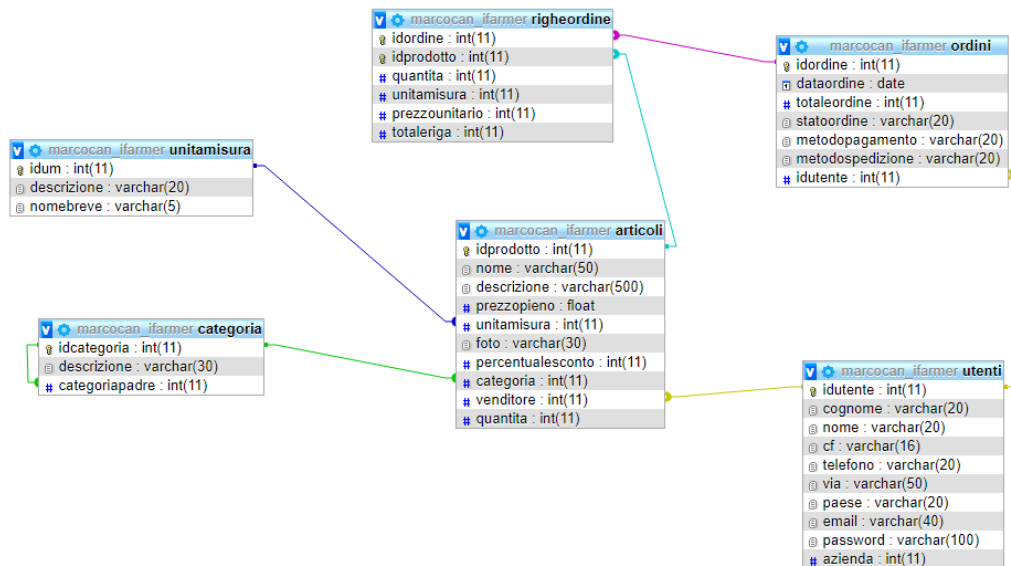 marcocan_ifarmer righeordine
idordine : int(11)
idprodotto : int(11)
quantita : int(11)
unitamisura : int(11)
prezzounitario : int(11)
totaleriga : int(11)
marcocan_ifarmer ordini
idordine : int(11)
dataordine : date
totaleordine : int(11)
statoordine : varchar(20)
metodopagamento : varchar(20)
metodospedizione : varchar(20)
idutente : int(11)
marcocan_ifarmer unitamisura
idum : int(11)
descrizione : varchar(20)
nomebreve : varchar(5)
marcocan_ifarmer articoli
idprodotto : int(11)
nome : varchar(50)
descrizione : varchar(500)
prezzopieno : float
unitamisura : int(11)
foto : varchar(30)
percentualesconto : int(11)
categoria : int(11)
venditore : int(11)
quantita : int(11)
marcocan_ifarmer categoria
idcategoria : int(11)
descrizione : varchar(30)
categoriapadre : int(11)
marcocan_ifarmer utenti
idutente : int(11)
cognome : varchar(20)
nome : varchar(20)
cf : varchar(16)
telefono : varchar(20)
via : varchar(50)
paese : varchar(20)
email : varchar(40)
password : varchar(100)
azienda : int(11)